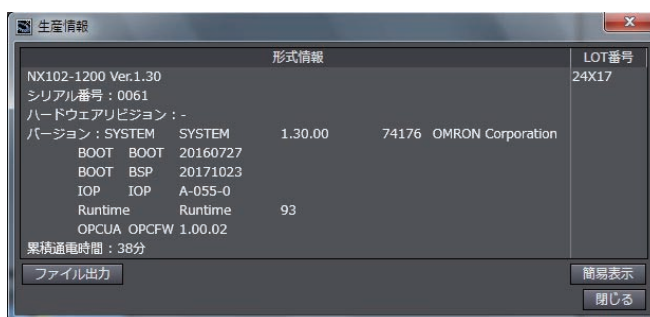 生産情報
形式情報 LOT番号
NX102-1200 Ver.1.30 24X17
シリアル番号：0061
ハードウェアリビジョン：-
バージョン：SYSTEM SYSTEM 1.30.00 74176 OMRON Corporation
BOOT BOOT 20160727
BOOT BSP 20171023
IOP IOP A-055-0
Runtime Runtime 93
OPCUA OPCFW 1.00.02
累積通電時間：38分
ファイル出力 簡易表示
閉じる